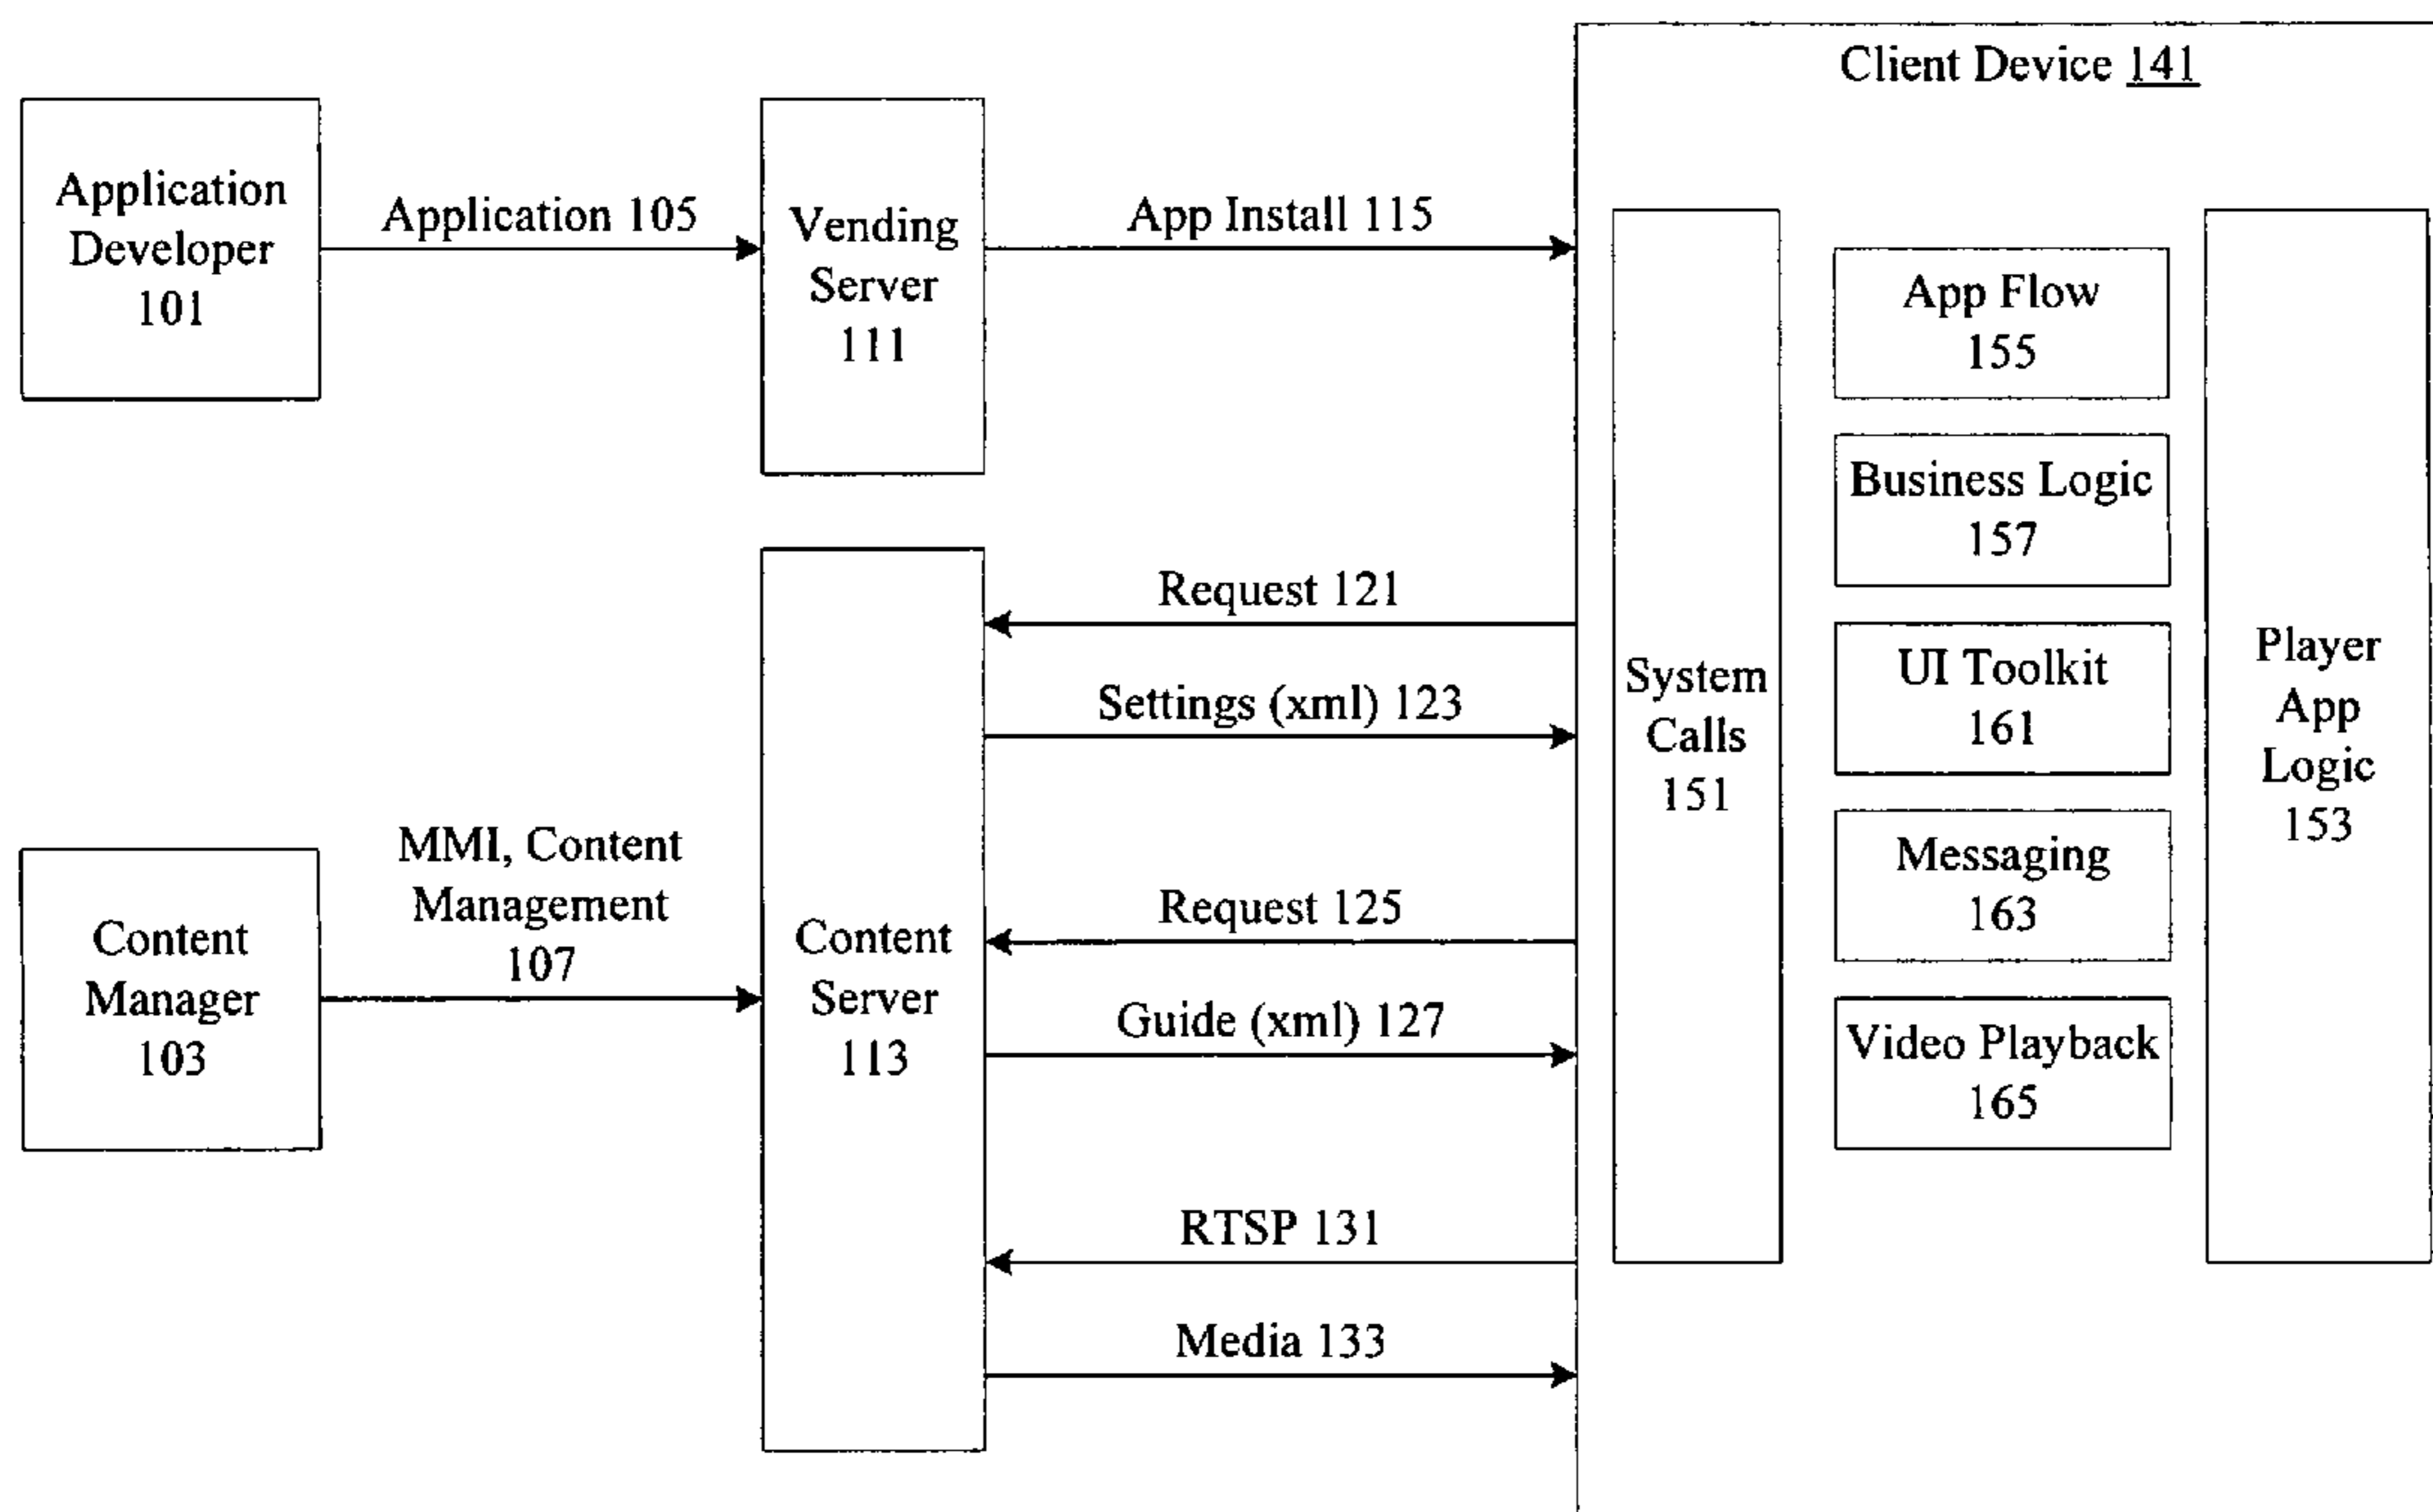 Client Device 141
Application
Developer
101
Application 105
Vending
Server
111
App Install 115
Content
Manager
103
MMI, Content
Management
107
Content
Server
113
Request 121
Settings (xml) 123
Request 125
Guide (xml) 127
RTSP 131
Media 133
System
Calls
151
App Flow
155
Business Logic
157
UI Toolkit
161
Messaging
163
Video Playback
165
Player
App
Logic
153